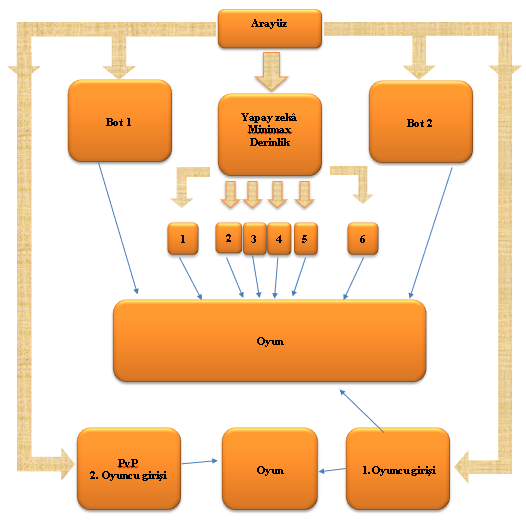 Arayüz
Bot 1
Yapay zekâ
Minimax
Derinlik
Bot 2
1
2
3
4
5
6
Oyun
PvP
2. Oyuncu girişi
Oyun
1.Oyuncu girişi